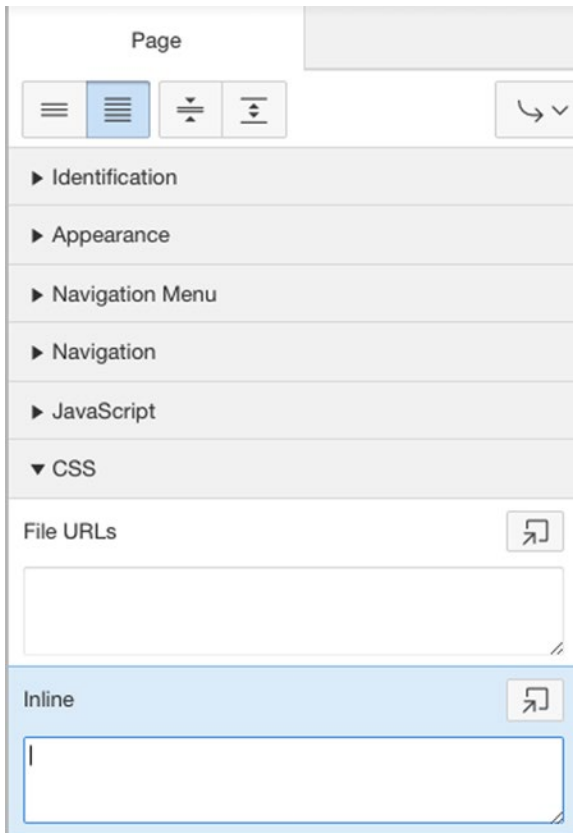 Page
Identification
Appearance
Navigation Menu
Navigation
JavaScript
CSS
File URLs
Inline